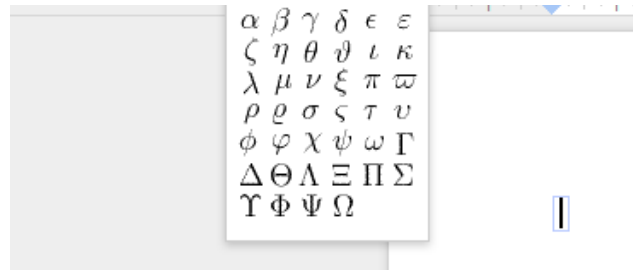 α β γ δ ϵ ε
ζ η θ ϑ ι κ
λ μ ν ξ π ϖ
ρ ϱ σ ς τ υ
ϕ φ χ ψ ω Γ
Δ Θ Λ Ξ Π Σ
Υ Φ Ψ Ω